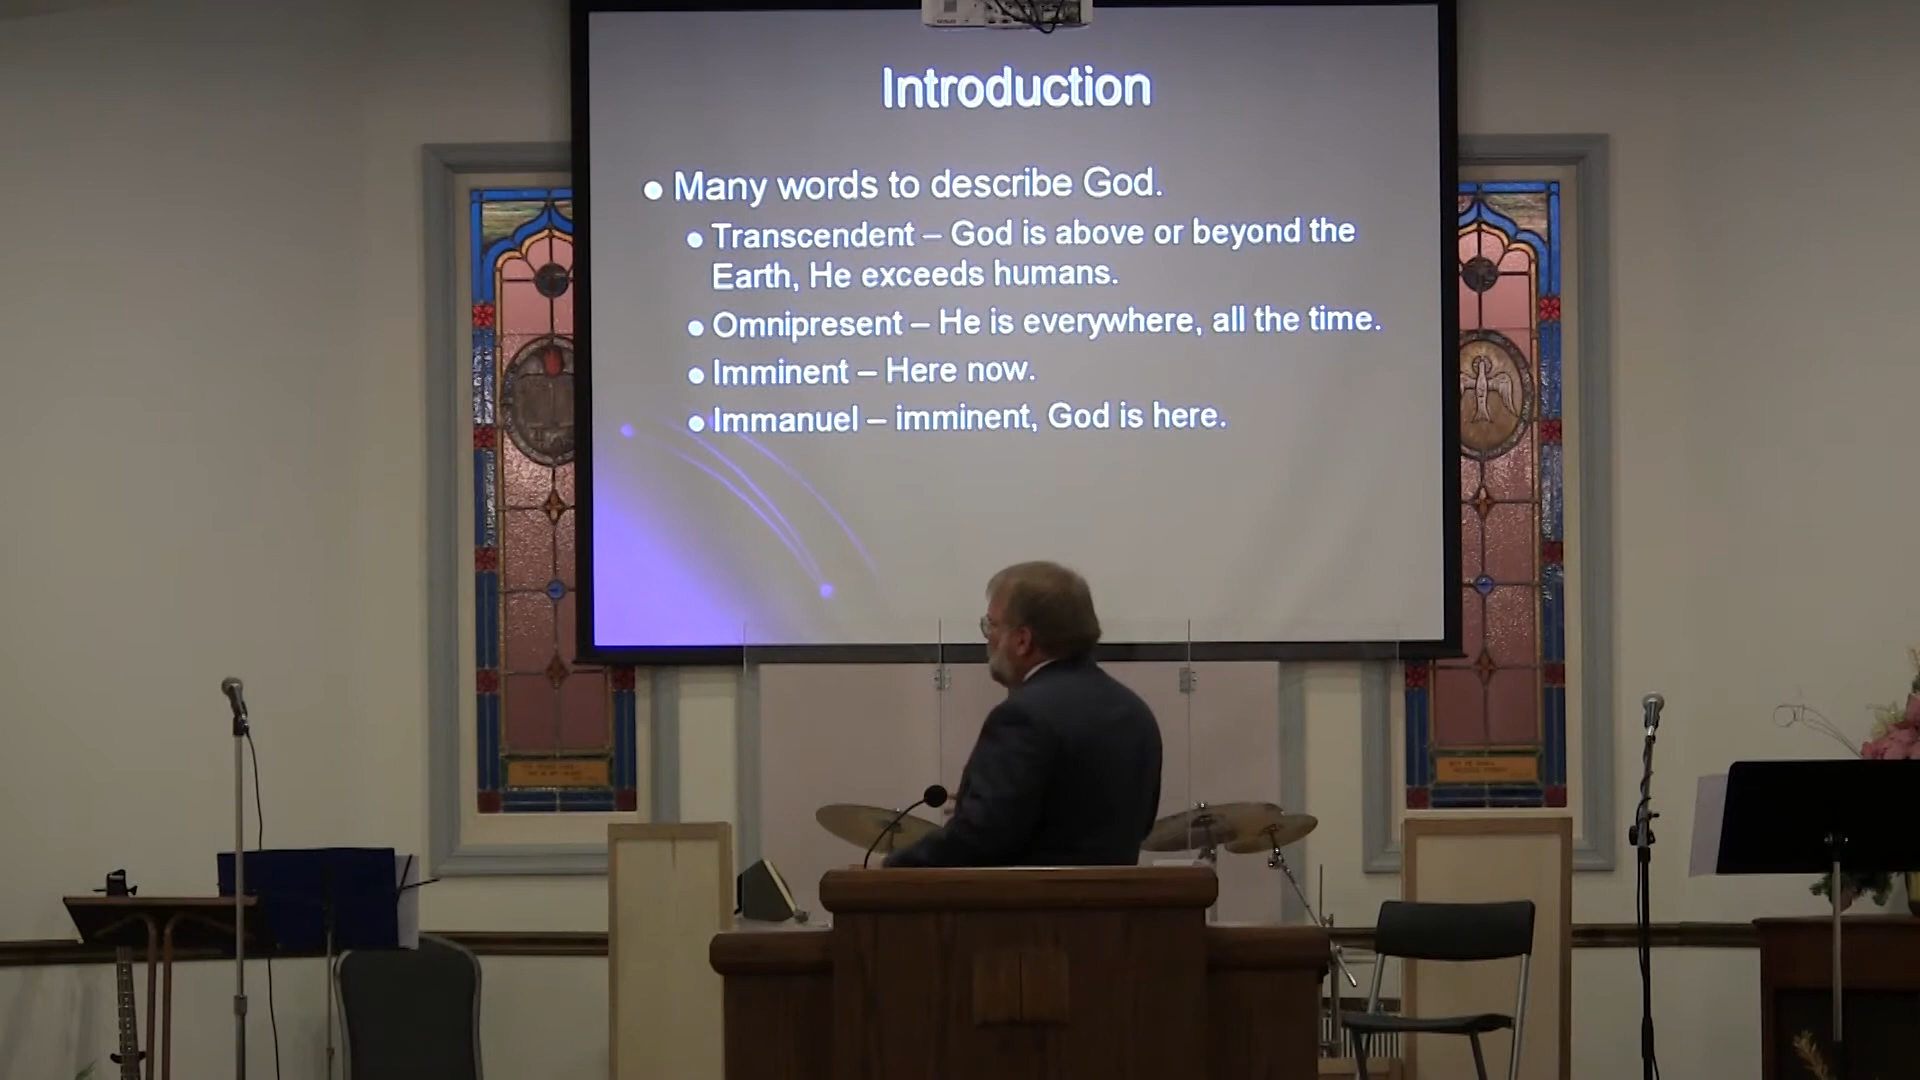 Introduction
• Many words to describe God.
• Transcendent – God is above or beyond the
Earth, He exceeds humans.
• Omnipresent – He is everywhere, all the time.
• Imminent – Here now.
• Immanuel – imminent, God is here.